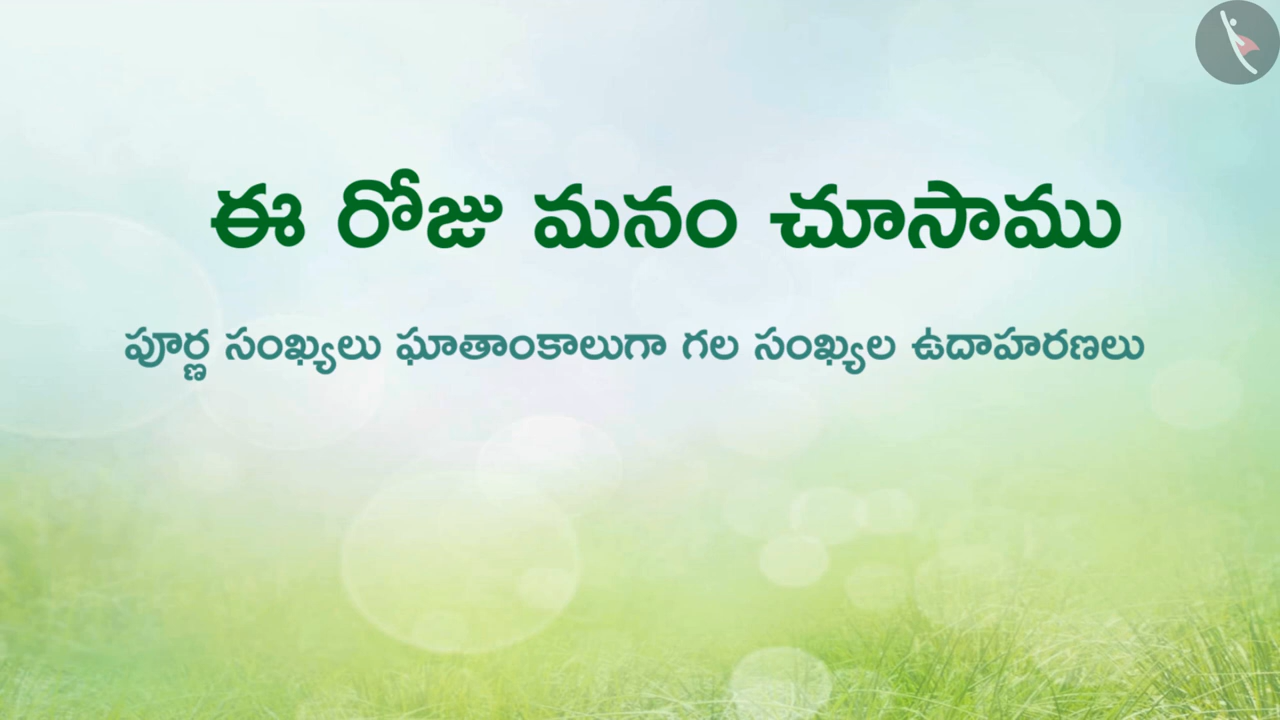 ఈ రోజు మనం చూసాము
పూర్ణ సంఖ్యలు ఘాతాంకాలుగా గల సంఖ్యల ఉదాహరణలు